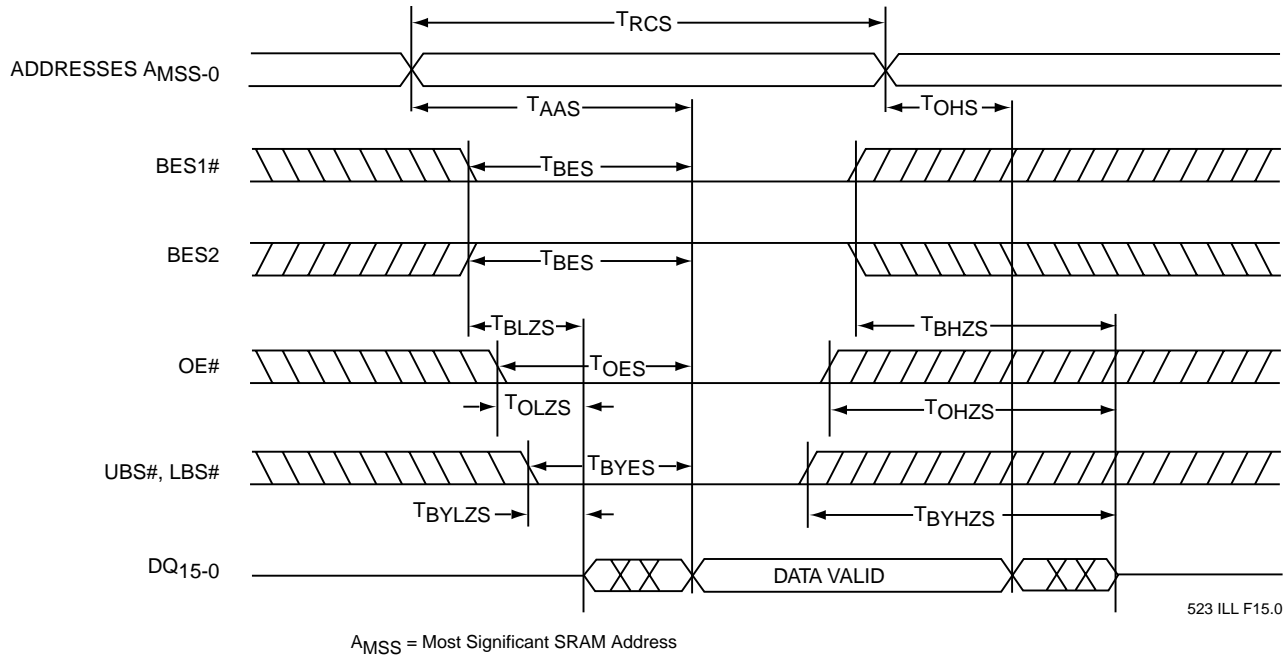 TRCS
ADDRESSES AMSS-0
TAAS
TOHS
BES1#
TBES
BES2
TBES
TBLZS
TBHZS
OE#
TOES
TOLZS
TOHZS
UBS#, LBS#
TBYES
TBYLZS
TBYHZS
DQ15-0
DATA VALID
523 ILL F15.0
AMSS = Most Significant SRAM Address